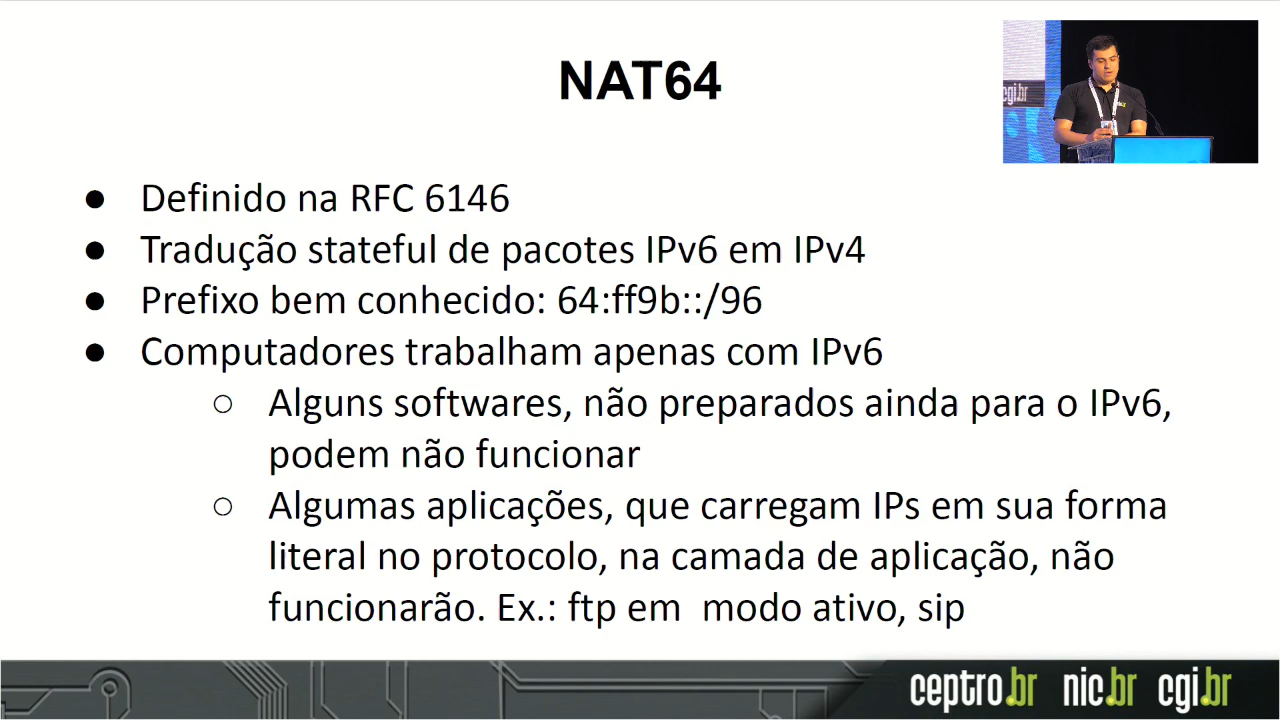 NAT64
cgi.br
● Definido na RFC 6146
● Tradução stateful de pacotes IPv6 em IPv4
● Prefixo bem conhecido: 64:ff9b::/96
● Computadores trabalham apenas com IPv6
○ Alguns softwares, não preparados ainda para o IPv6,
podem não funcionar
○ Algumas aplicações, que carregam IPs em sua forma
literal no protocolo, na camada de aplicação, não
funcionarão. Ex.: ftp em modo ativo, sip
ceptro.br nic.br cgi.br